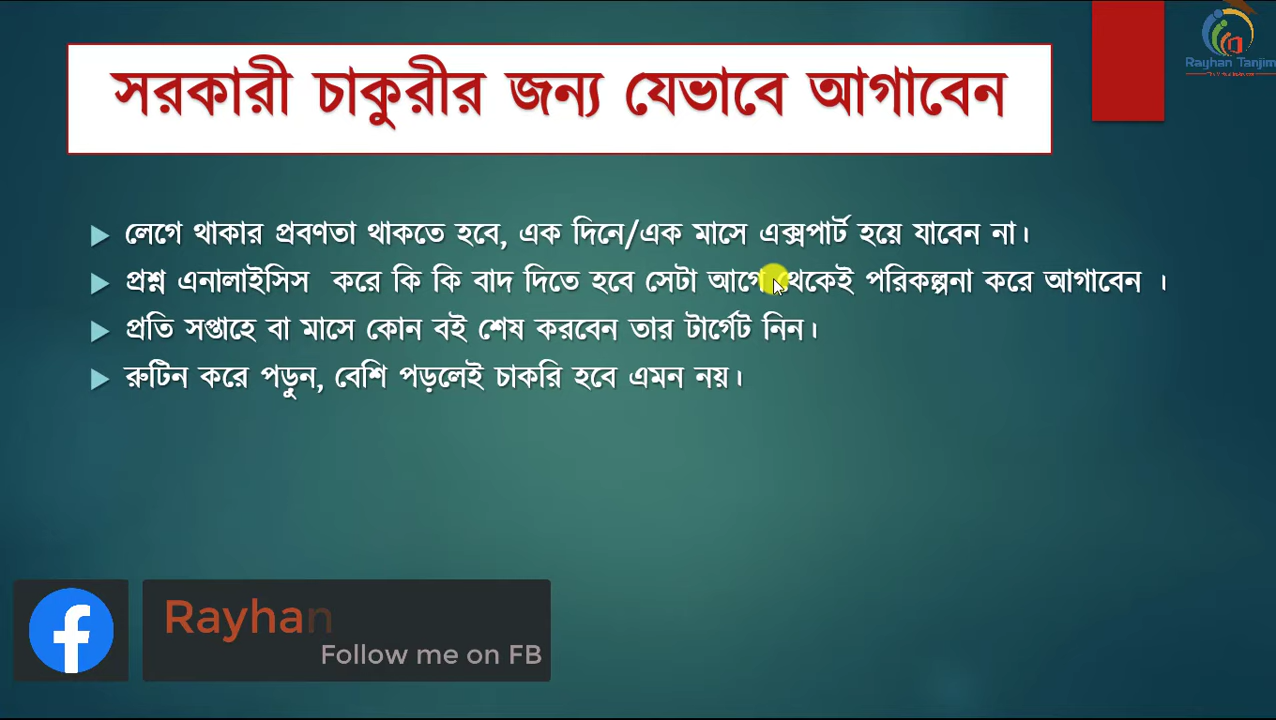 সরকারী চাকুরীর জন্য যেভাবে আগাবেন
Rayhan Tanjim
লেগে থাকার প্রবণতা থাকতে হবে, এক দিনে/এক মাসে এক্সপার্ট হয়ে যাবেন না।
প্রশ্ন এনালাইসিস করে কি কি বাদ দিতে হবে সেটা আগে থেকেই পরিকল্পনা করে আগাবেন ।
প্রতি সপ্তাহে বা মাসে কোন বই শেষ করবেন তার টার্গেট নিন।
রুটিন করে পড়ুন, বেশি পড়লেই চাকরি হবে এমন নয়।
Rayhan
Follow me on FB